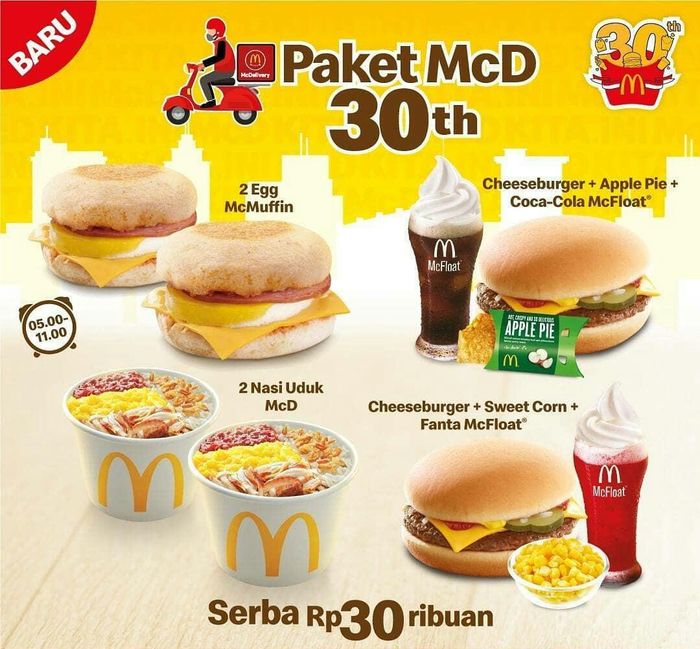 BARU
McDelivery
Paket McD
30th
30th
2 Egg
McMuffin
Cheeseburger + Apple Pie +
Coca-Cola McFloat®
McFloat
APPLE PIE
05.00-
11.00
2 Nasi Uduk
McD
Cheeseburger + Sweet Corn +
Fanta McFloat®
McFloat
Serba Rp30 ribuan